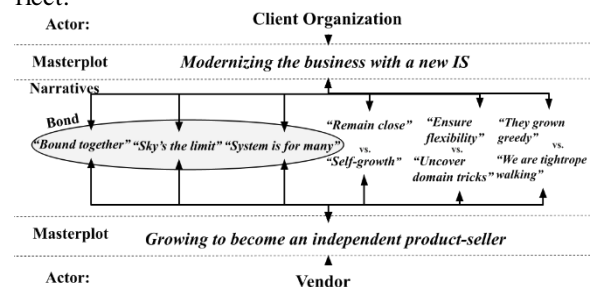 Actor: Client Organization
Masterplot Modernizing the business with a new IS
Narratives
Bond
“Bound together” “Sky’s the limit” “System is for many”
“Remain close”
vs.
“Self-growth”
“Ensure
flexibility”
vs.
“Uncover
domain tricks”
“They grown
greedy”
vs.
“We are tightrope
walking”
Masterplot Growing to become an independent product-seller
Actor: Vendor